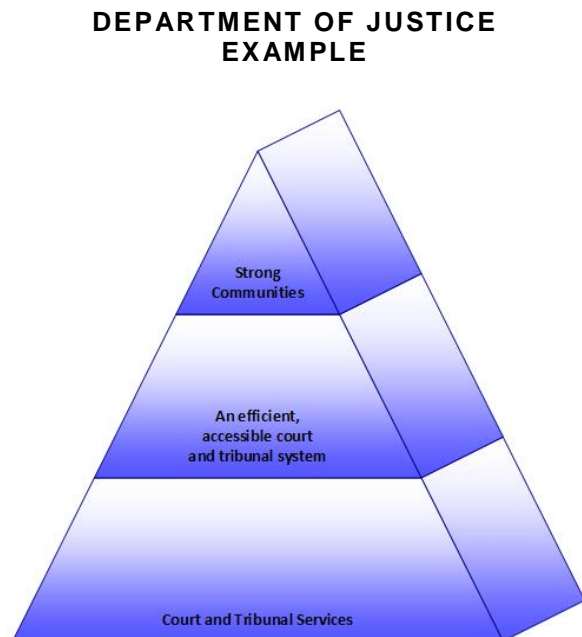 DEPARTMENT OF JUSTICE
EXAMPLE
Strong
Communities
An efficient,
accessible court
and tribunal system
Court and Tribunal Services